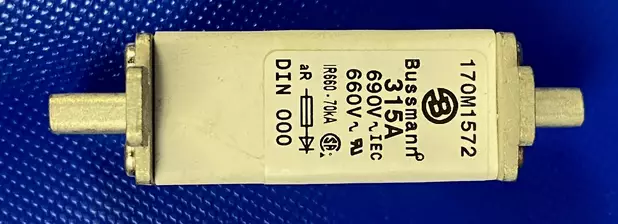 170M1572
Bussmann®
315A
690V~IEC
660V~
IR660-70kA
aR
DIN 000